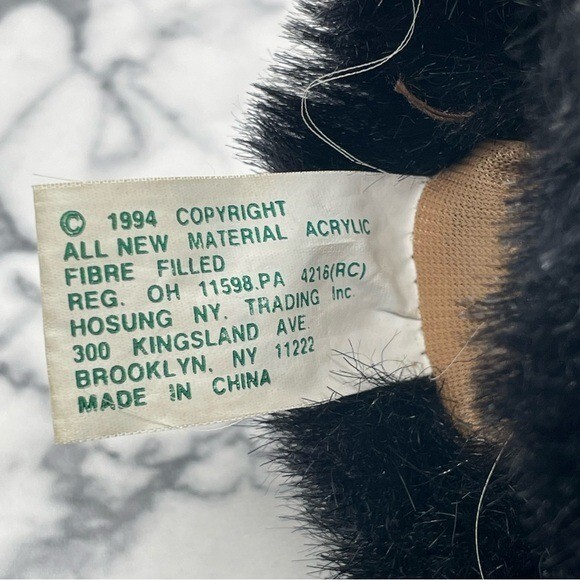 © 1994 COPYRIGHT
ALL NEW MATERIAL ACRYLIC
FIBRE FILLED
REG. OH 11598.PA 4216(RC)
HOSUNG NY. TRADING Inc.
300 KINGSLAND AVE.
BROOKLYN, NY 11222
MADE IN CHINA